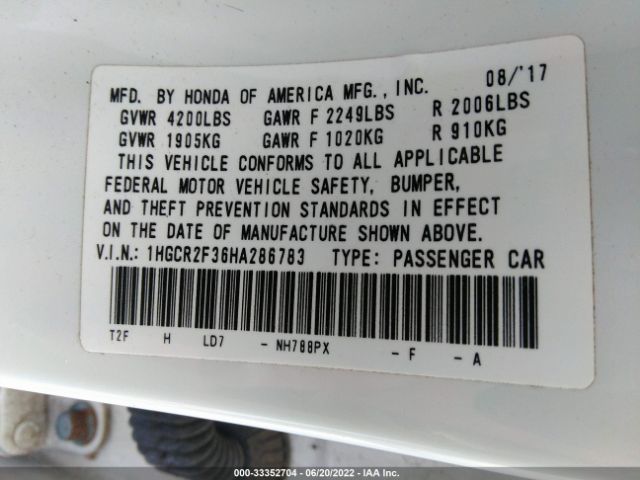 MFD. BY HONDA OF AMERICA MFG., INC. 08/'17
GVWR 4200LBS GAWR F 2249LBS R 2006LBS
GVWR 1905KG GAWR F 1020KG R 910KG
THIS VEHICLE CONFORMS TO ALL APPLICABLE
FEDERAL MOTOR VEHICLE SAFETY, BUMPER,
AND THEFT PREVENTION STANDARDS IN EFFECT
ON THE DATE OF MANUFACTURE SHOWN ABOVE.
V.I.N.: 1HGCR2F36HA286783 TYPE: PASSENGER CAR
T2F H LD7 - NH788PX - F - A
000-33352704 - 06/20/2022 - IAA Inc.